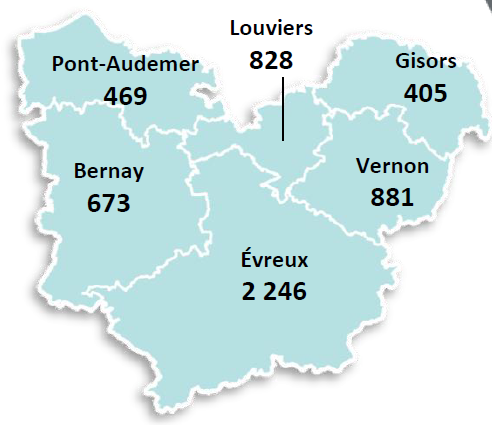 Louviers
828
Pont-Audemer
469
Gisors
405
Bernay
673
Vernon
881
Évreux
2 246